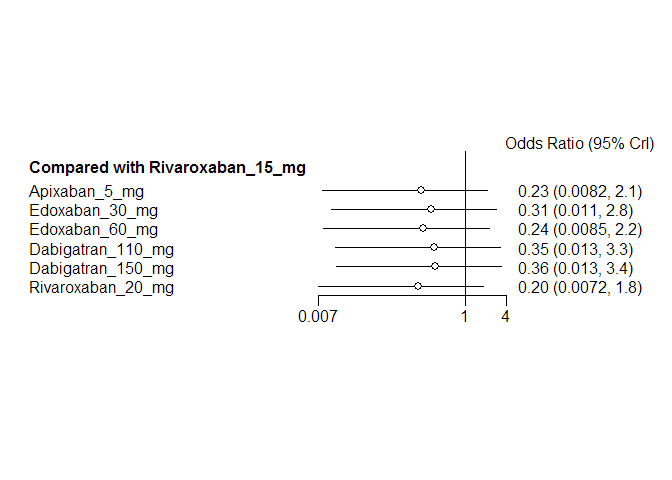 Odds Ratio (95% CrI)
Compared with Rivaroxaban_15_mg
Apixaban_5_mg 0.23 (0.0082, 2.1)
Edoxaban_30_mg 0.31 (0.011, 2.8)
Edoxaban_60_mg 0.24 (0.0085, 2.2)
Dabigatran_110_mg 0.35 (0.013, 3.3)
Dabigatran_150_mg 0.36 (0.013, 3.4)
Rivaroxaban_20_mg 0.20 (0.0072, 1.8)
0.007 1 4